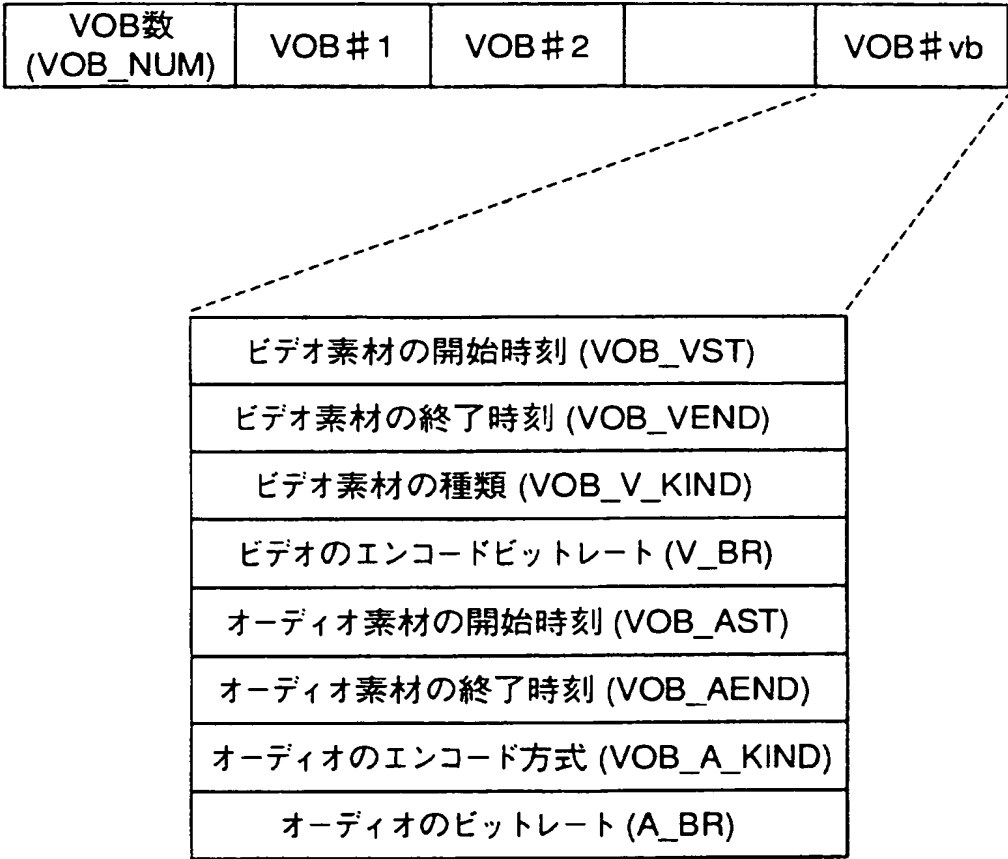 VOB数
(VOB_NUM)
VOB#1
VOB#2
VOB#vb
ビデオ素材の開始時刻 (VOB_VST)
ビデオ素材の終了時刻 (VOB_VEND)
ビデオ素材の種類 (VOB_V_KIND)
ビデオのエンコードビットレート (V_BR)
オーディオ素材の開始時刻 (VOB_AST)
オーディオ素材の終了時刻 (VOB_AEND)
オーディオのエンコード方式 (VOB_A_KIND)
オーディオのビットレート (A_BR)